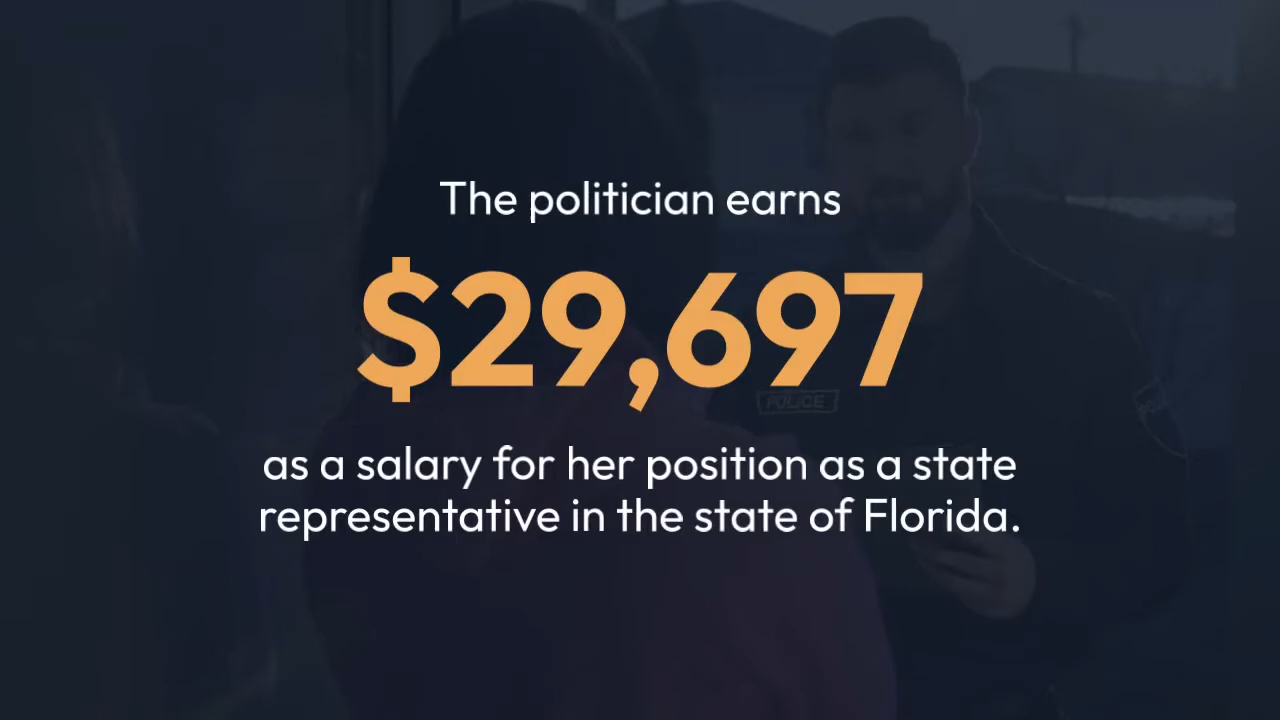 The politician earns
$29,697
POLICE
as a salary for her position as a state
representative in the state of Florida.